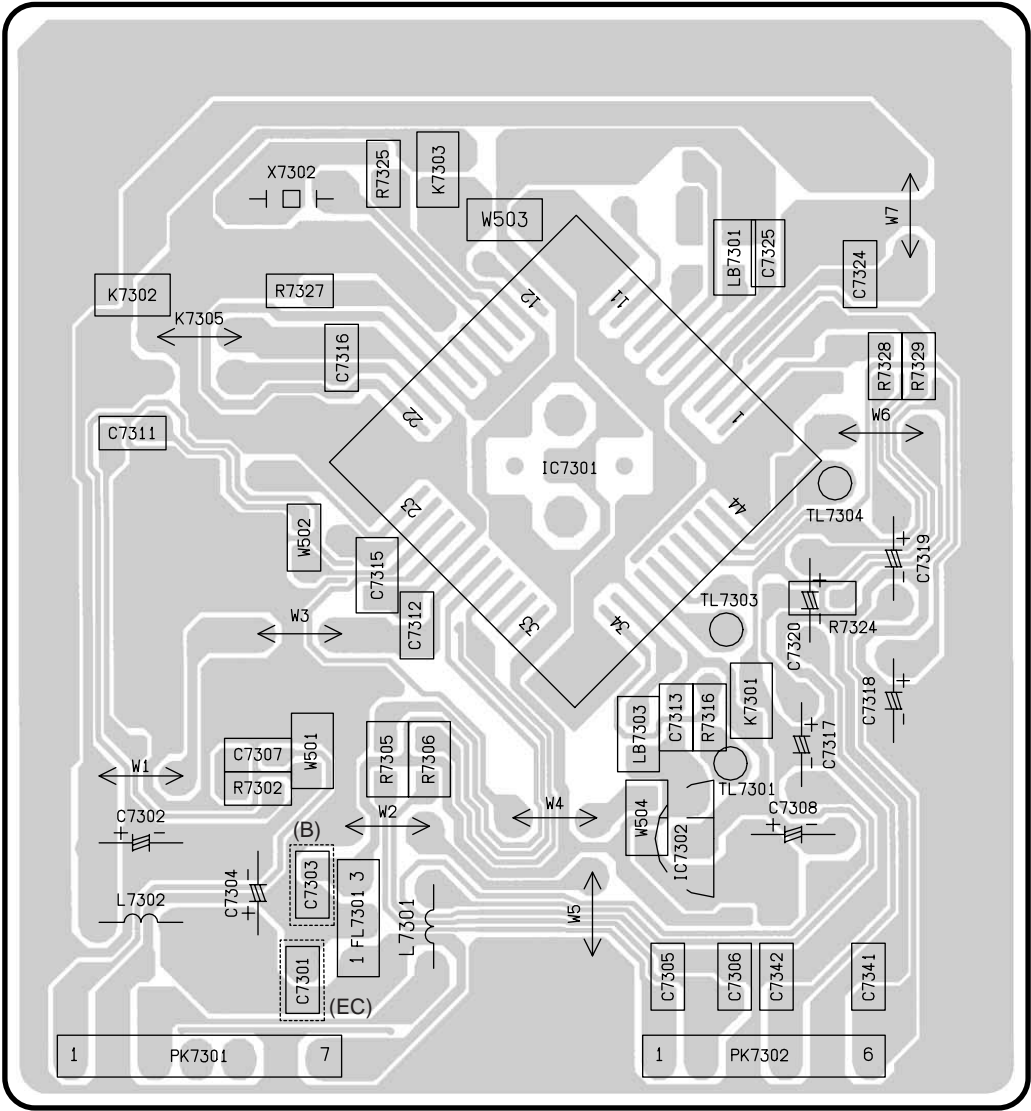 X7302
R7325
K7303
W503
LB7301
C7325
W7
C7324
K7302
R7327
12
11
K7305
C7316
R7328
R7329
22
1
W6
C7311
IC7301
23
44
TL7304
W502
C7315
C7319
W3
C7312
33
34
TL7303
C7320
R7324
K7301
C7318
LB7303
C7313
R7316
C7317
C7307
W501
R7305
R7306
W1
R7302
TL7301
C7302
+ -
(B)
W2
W4
W504
IC7302
C7308
+ -
C7304
C7303
1 FL7301 3
L7302
L7301
W5
C7301
(EC)
C7305
C7306
C7342
C7341
1 PK7301 7
1 PK7302 6